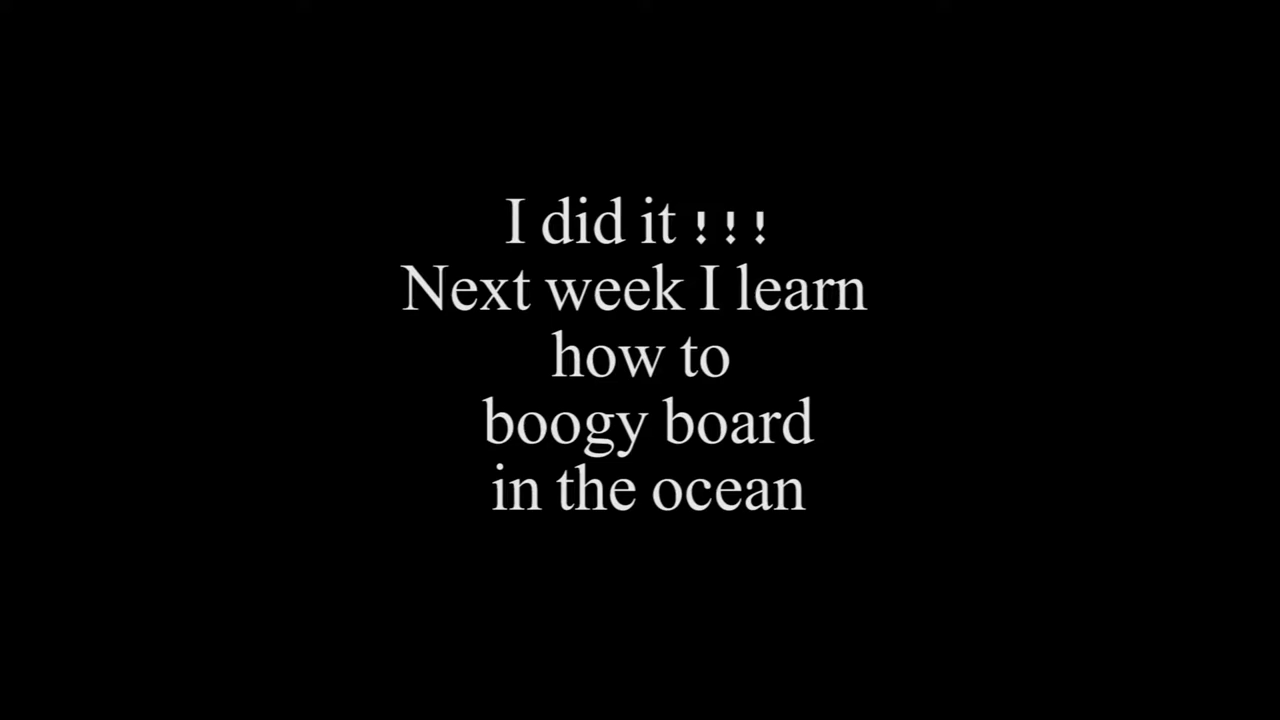 I did it ! ! !
Next week I learn
how to
boogy board
in the ocean